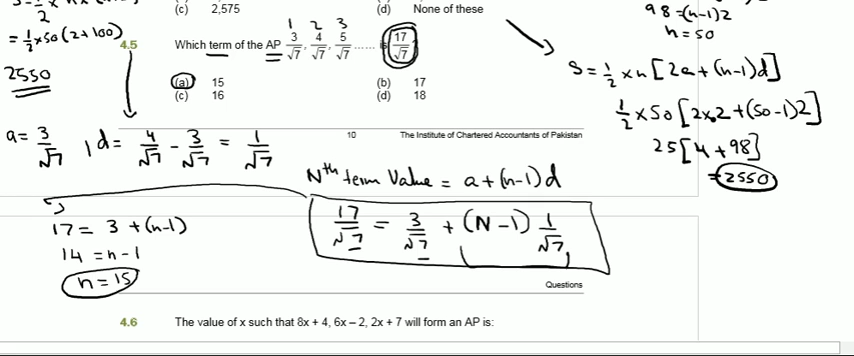 (c) 2,575 (d) None of these
98 = (n-1)2
n = 50
= 1/2 x 50 (2 + 100)
2550
4.5 Which term of the AP 3/√7, 4/√7, 5/√7 ...... is 17/√7
1 2 3
(a) 15 (b) 17
(c) 16 (d) 18
S = 1/2 x n [2a + (n-1)d]
1/2 x 50 [2x2 + (50-1)2]
25 [4 + 98]
= 2550
10 The Institute of Chartered Accountants of Pakistan
a = 3/√7 , d = 4/√7 - 3/√7 = 1/√7
Nth term Value = a + (n-1)d
17/√7 = 3/√7 + (N-1) 1/√7
17 = 3 + (n-1)
14 = n - 1
n = 15
Questions
4.6 The value of x such that 8x + 4, 6x – 2, 2x + 7 will form an AP is: